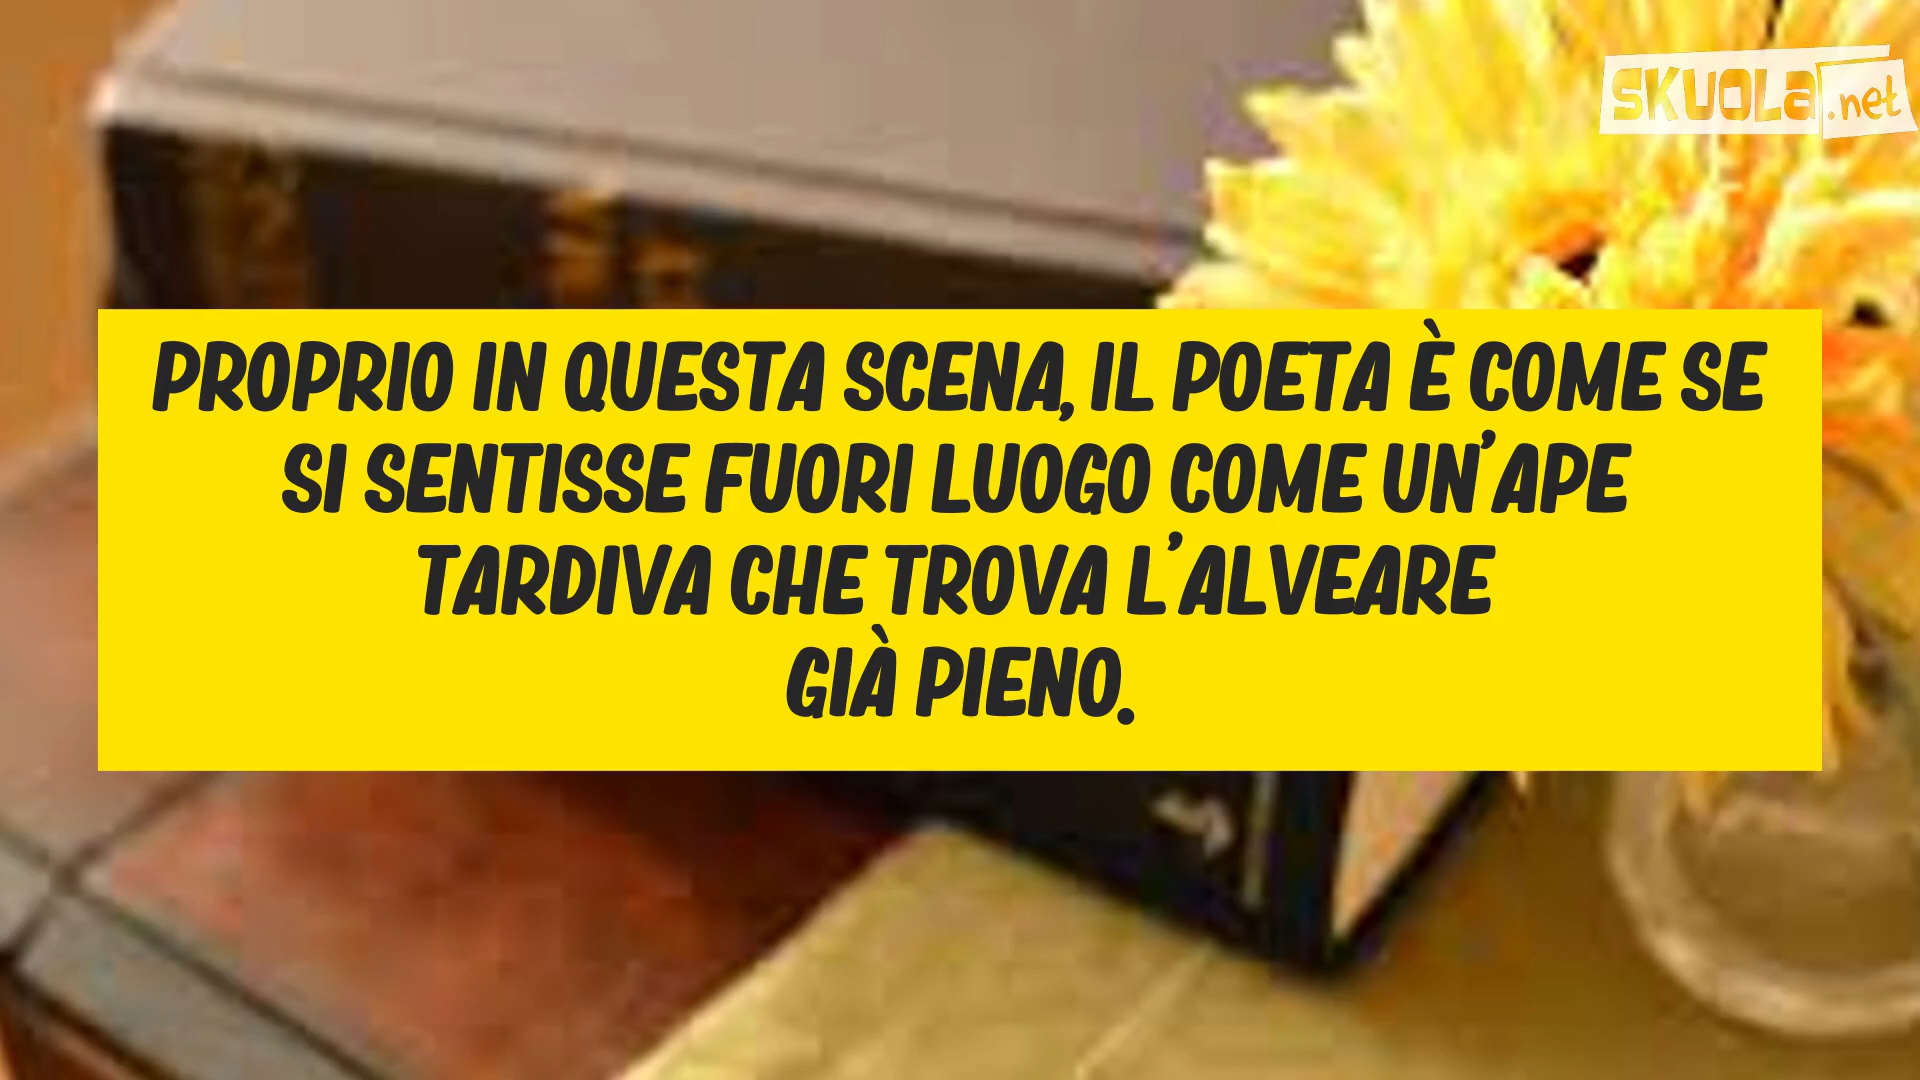 SKUOLA.net
PROPRIO IN QUESTA SCENA, IL POETA È COME SE
SI SENTISSE FUORI LUOGO COME UN'APE
TARDIVA CHE TROVA L'ALVEARE
GIÀ PIENO.